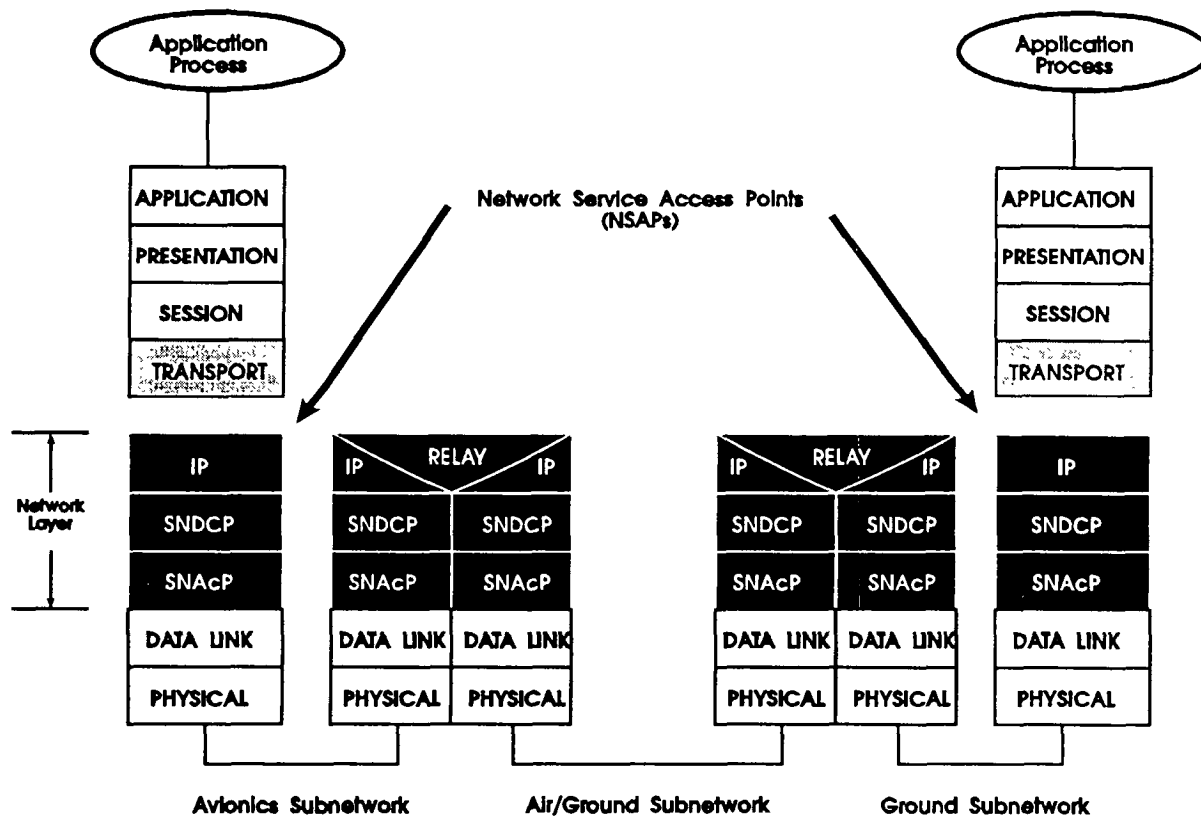 Application
Process
Application
Process
APPLICATION
PRESENTATION
SESSION
TRANSPORT
Network Service Access Points
(NSAPs)
APPLICATION
PRESENTATION
SESSION
TRANSPORT
Network
Layer
IP
SNDCP
SNAcP
DATA LINK
PHYSICAL
IP
RELAY
IP
SNDCP
SNDCP
SNAcP
SNAcP
DATA LINK
DATA LINK
PHYSICAL
PHYSICAL
IP
RELAY
IP
SNDCP
SNDCP
SNAcP
SNAcP
DATA LINK
DATA LINK
PHYSICAL
PHYSICAL
IP
SNDCP
SNAcP
DATA LINK
PHYSICAL
Avionics Subnetwork
Air/Ground Subnetwork
Ground Subnetwork